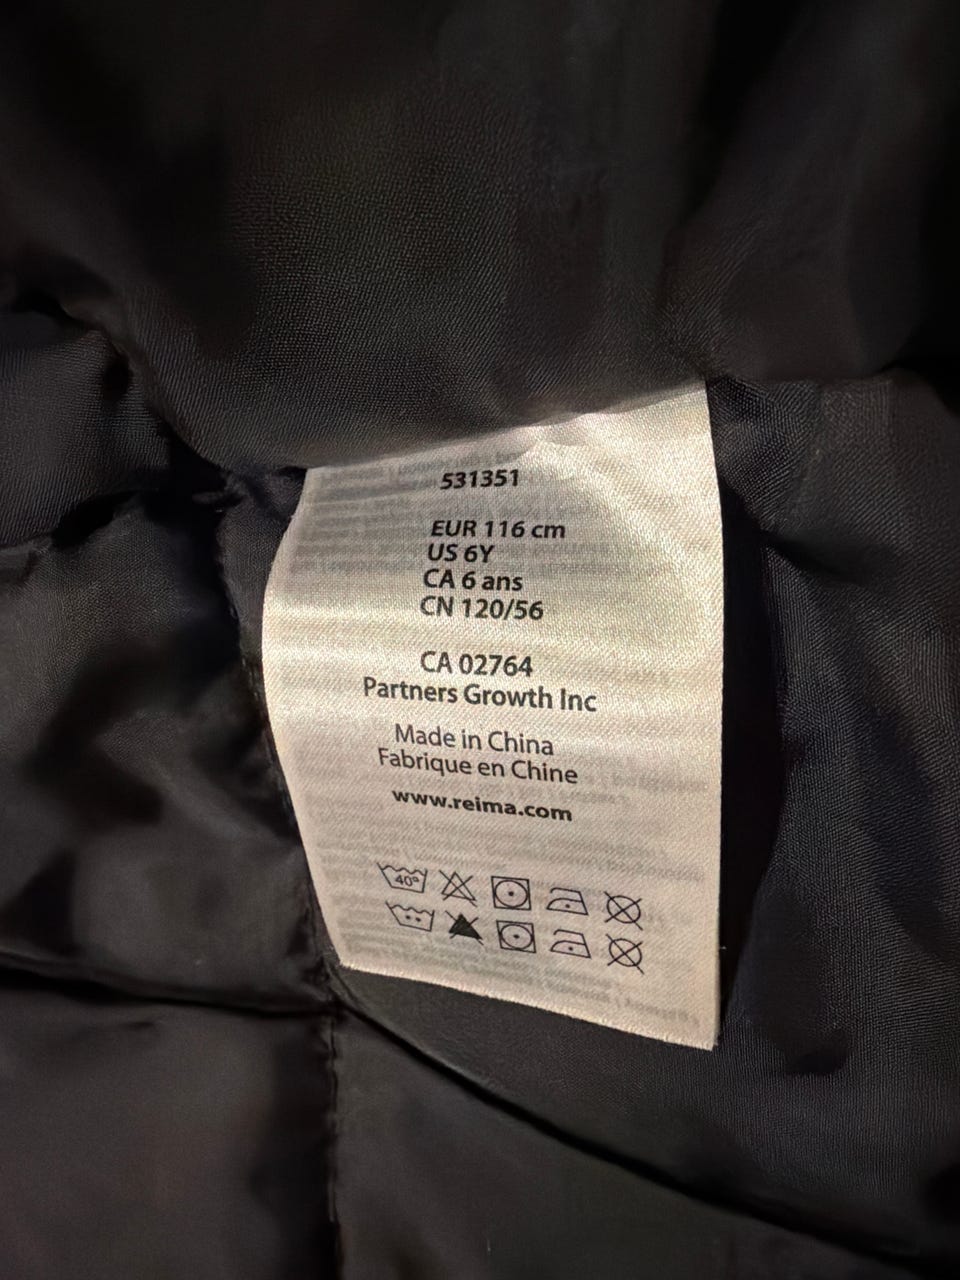 531351
EUR 116 cm
US 6Y
CA 6 ans
CN 120/56
CA 02764
Partners Growth Inc
Made in China
Fabrique en Chine
www.reima.com
40°